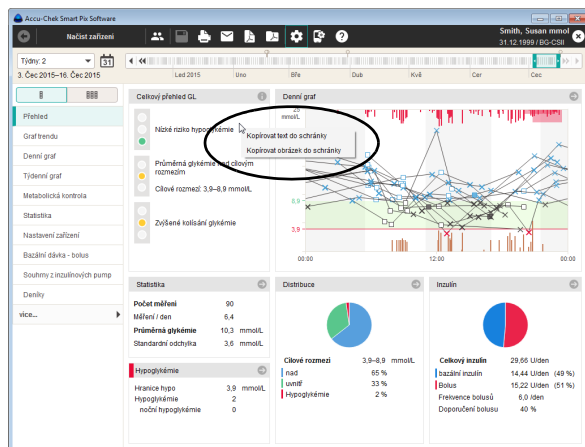 Accu-Chek Smart Pix Software
Načíst zařízení
Smith, Susan mmol
31.12.1999 / BG-CSII
Týdny: 2
31
3. Čec 2015–16. Čec 2015
Led 2015
Úno
Bře
Dub
Kvě
Čer
Čec
Přehled
Graf trendu
Denní graf
Týdenní graf
Metabolická kontrola
Statistika
Nastavení zařízení
Bazální dávka - bolus
Souhrny z inzulínových pump
Deníky
více...
Celkový přehled GL
Nízké riziko hypoglykémie
Průměrná glykémie nad cílovým
rozmezím
Cílové rozmezí: 3,9–8,9 mmol/L
Zvýšené kolísání glykémie
Kopírovat text do schránky
Kopírovat obrázek do schránky
Denní graf
25
mmol/L
8,9
3,9
00:00
12:00
00:00
Statistika
Počet měření 90
Měření / den 6,4
Průměrná glykémie 10,3 mmol/L
Standardní odchylka 3,6 mmol/L
Hypoglykémie
Hranice hypo 3,9 mmol/L
Hypoglykémie 2
noční hypoglykémie 0
Distribuce
Cílové rozmezí 3,9–8,9 mmol/L
nad 65 %
uvnitř 33 %
Hypoglykémie 2 %
Inzulín
Celkový inzulín 29,66 U/den
bazální inzulín 14,44 U/den (49 %)
Bolus 15,22 U/den (51 %)
Frekvence bolusů 6,0 /den
Doporučení bolusu 40 %